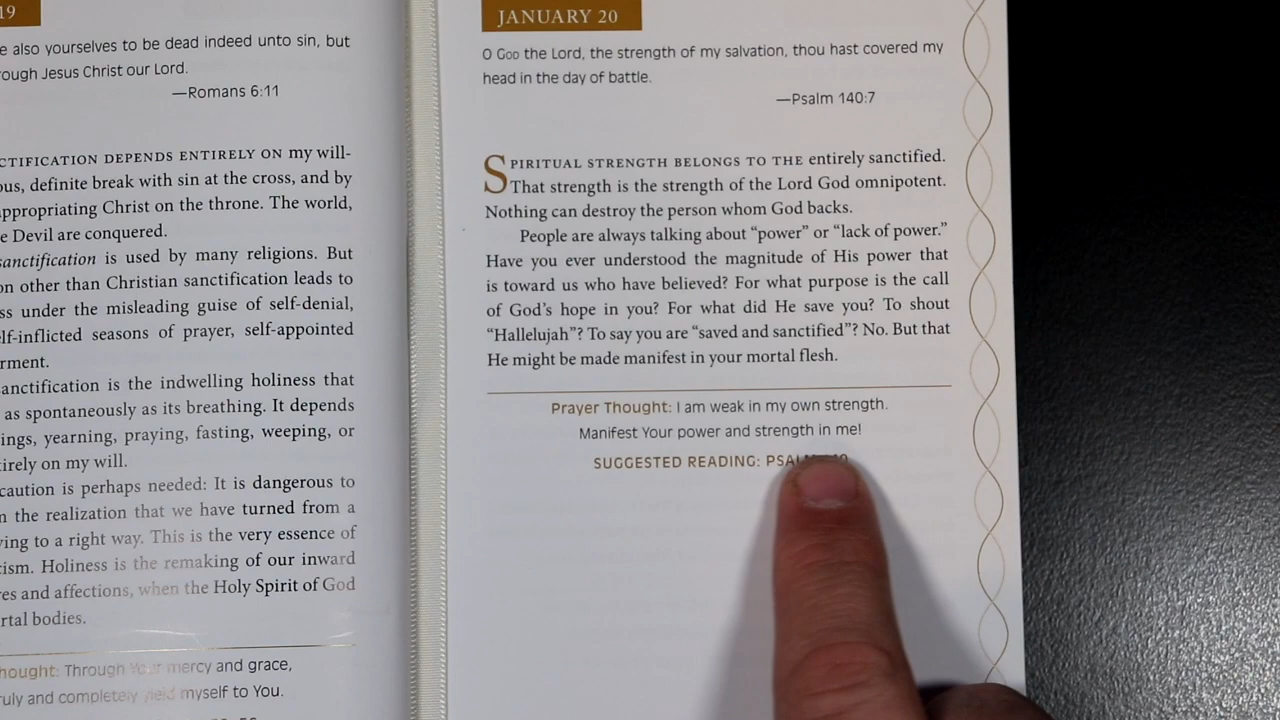 19
e also yourselves to be dead indeed unto sin, but
rough Jesus Christ our Lord.
—Romans 6:11
CTIFICATION DEPENDS ENTIRELY ON my will-
ous, definite break with sin at the cross, and by
appropriating Christ on the throne. The world,
e Devil are conquered.
sanctification is used by many religions. But
on other than Christian sanctification leads to
ss under the misleading guise of self-denial,
elf-inflicted seasons of prayer, self-appointed
rment.
anctification is the indwelling holiness that
as spontaneously as its breathing. It depends
ings, yearning, praying, fasting, weeping, or
tirely on my will.
caution is perhaps needed: It is dangerous to
n the realization that we have turned from a
ving to a right way. This is the very essence of
cism. Holiness is the remaking of our inward
res and affections, when the Holy Spirit of God
rtal bodies.
hought: Through Your mercy and grace,
ruly and completely yield myself to You.
JANUARY 20
O GOD the Lord, the strength of my salvation, thou hast covered my
head in the day of battle.
—Psalm 140:7
SPIRITUAL STRENGTH BELONGS TO THE entirely sanctified.
That strength is the strength of the Lord God omnipotent.
Nothing can destroy the person whom God backs.
People are always talking about “power” or “lack of power.”
Have you ever understood the magnitude of His power that
is toward us who have believed? For what purpose is the call
of God’s hope in you? For what did He save you? To shout
“Hallelujah”? To say you are “saved and sanctified”? No. But that
He might be made manifest in your mortal flesh.
Prayer Thought: I am weak in my own strength.
Manifest Your power and strength in me!
SUGGESTED READING: